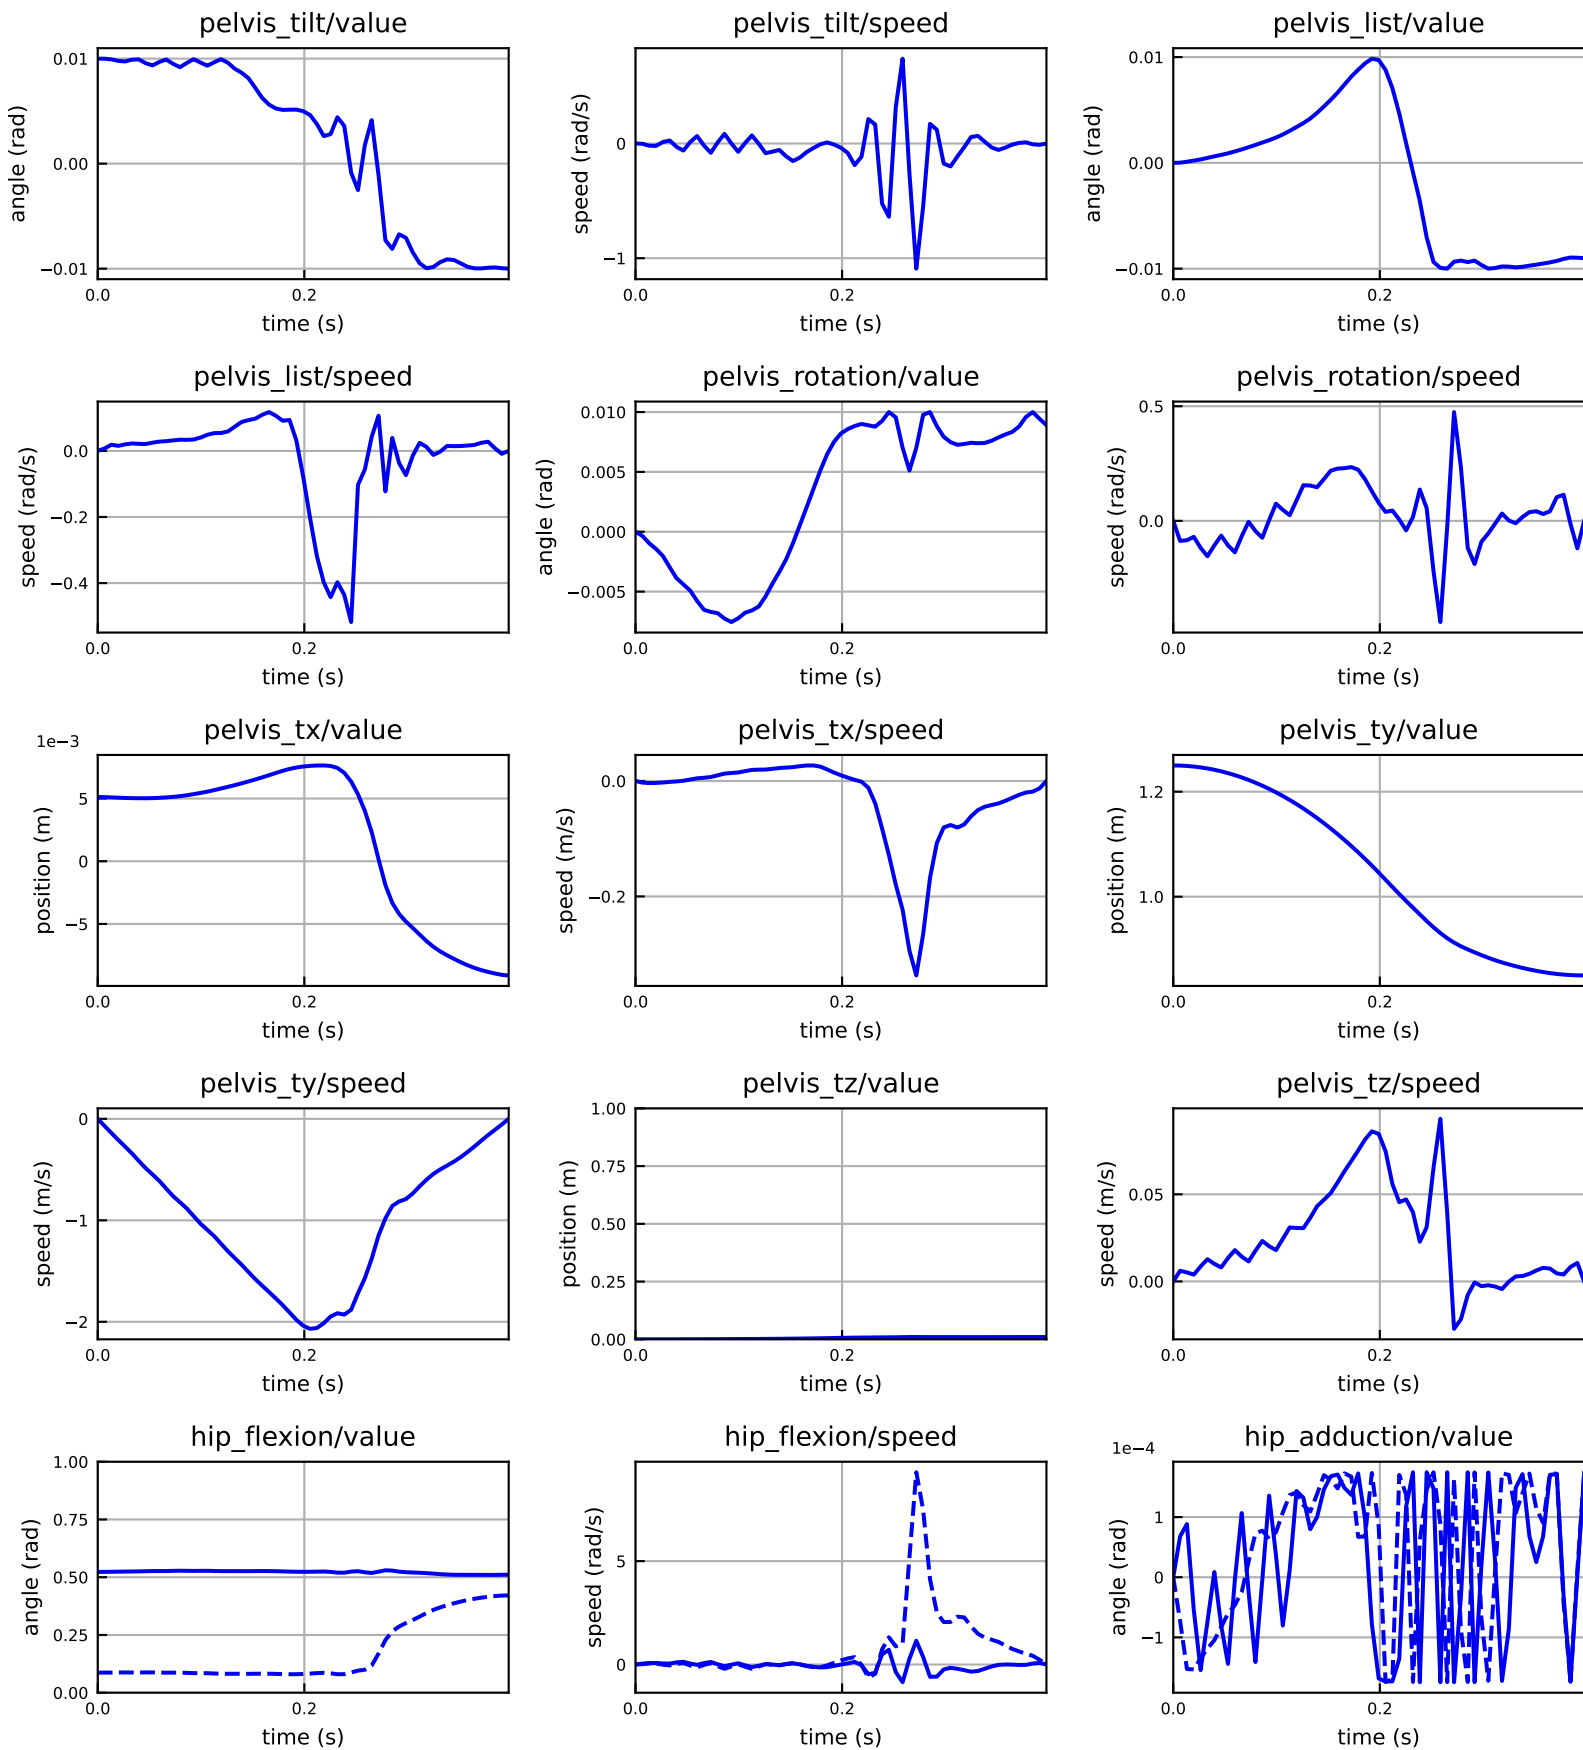 pelvis_tilt/value
pelvis_tilt/speed
pelvis_list/value
angle (rad)
0.01
0.00
−0.01
0.0
0.2
time (s)
speed (rad/s)
0
−1
0.0
0.2
time (s)
angle (rad)
0.01
0.00
−0.01
0.0
0.2
time (s)
pelvis_list/speed
pelvis_rotation/value
pelvis_rotation/speed
speed (rad/s)
0.0
−0.2
−0.4
0.0
0.2
time (s)
angle (rad)
0.010
0.005
0.000
−0.005
0.0
0.2
time (s)
speed (rad/s)
0.5
0.0
0.0
0.2
time (s)
pelvis_tx/value
pelvis_tx/speed
pelvis_ty/value
1e−3
position (m)
5
0
−5
0.0
0.2
time (s)
speed (m/s)
0.0
−0.2
0.0
0.2
time (s)
position (m)
1.2
1.0
0.0
0.2
time (s)
pelvis_ty/speed
pelvis_tz/value
pelvis_tz/speed
speed (m/s)
0
−1
−2
0.0
0.2
time (s)
position (m)
1.00
0.75
0.50
0.25
0.00
0.0
0.2
time (s)
speed (m/s)
0.05
0.00
0.0
0.2
time (s)
hip_flexion/value
hip_flexion/speed
hip_adduction/value
angle (rad)
1.00
0.75
0.50
0.25
0.00
0.0
0.2
time (s)
speed (rad/s)
5
0
0.0
0.2
time (s)
1e−4
angle (rad)
1
0
−1
0.0
0.2
time (s)